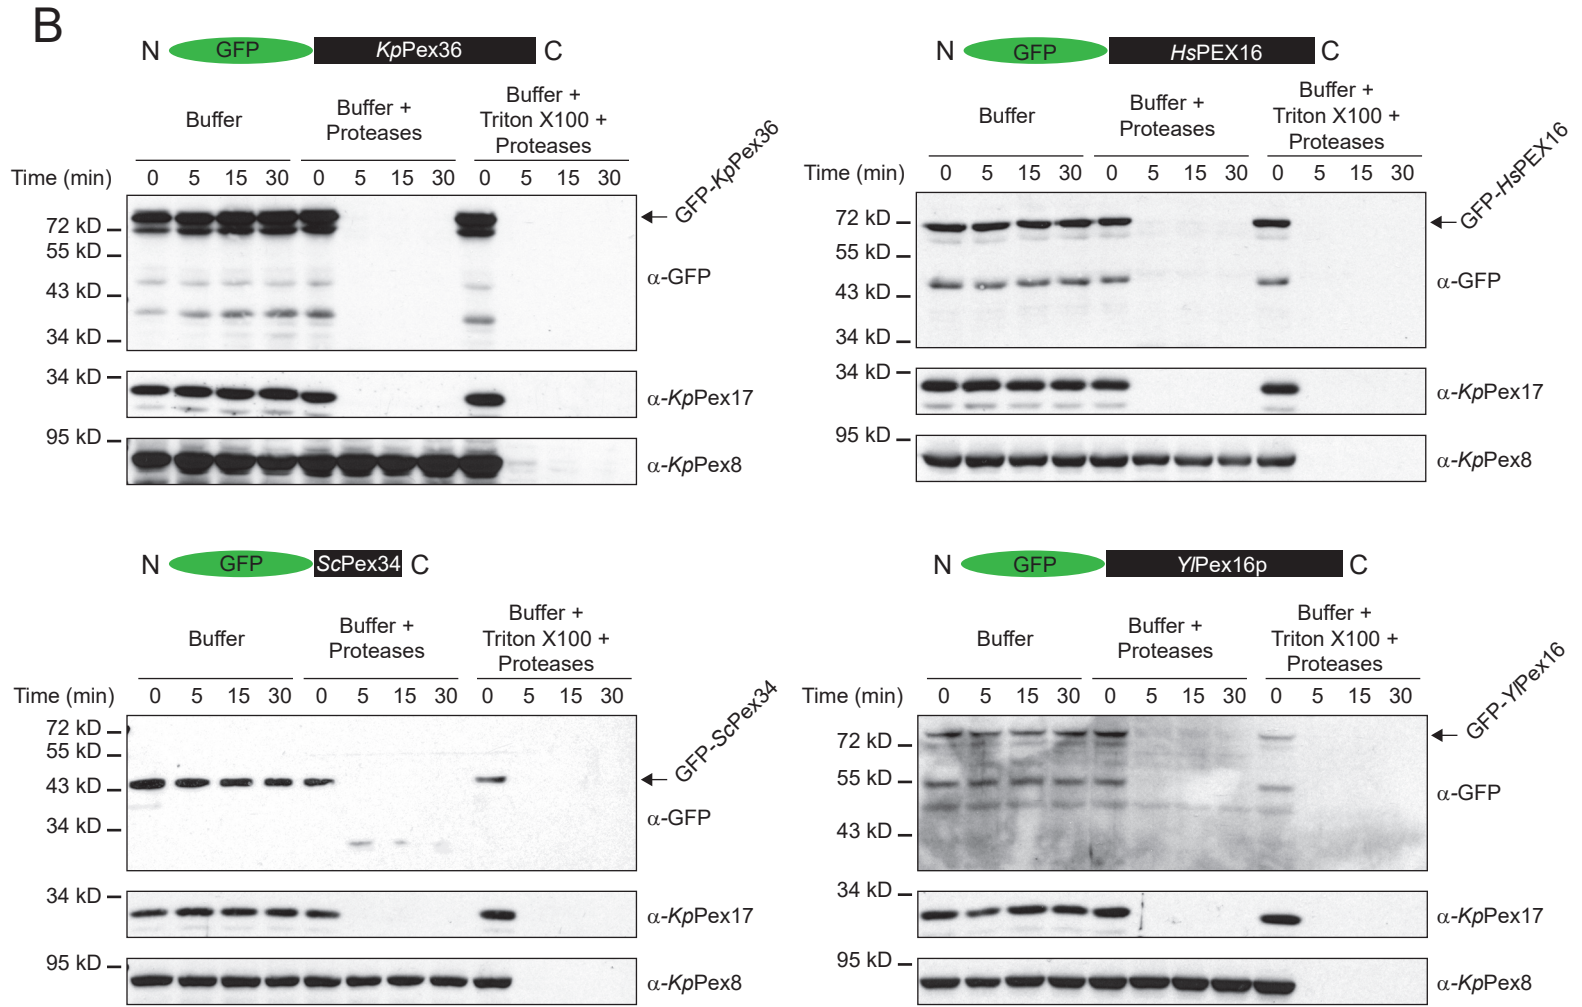 B
N GFP KpPex36 C
Buffer
Buffer +
Proteases
Buffer +
Triton X100 +
Proteases
Time (min) 0 5 15 30 0 5 15 30 0 5 15 30
GFP-KpPex36
72 kD
55 kD
43 kD
34 kD
α-GFP
34 kD
α-KpPex17
95 kD
α-KpPex8
N GFP HsPEX16 C
Buffer
Buffer +
Proteases
Buffer +
Triton X100 +
Proteases
Time (min) 0 5 15 30 0 5 15 30 0 5 15 30
GFP-HsPEX16
72 kD
55 kD
43 kD
34 kD
α-GFP
34 kD
α-KpPex17
95 kD
α-KpPex8
N GFP ScPex34 C
Buffer
Buffer +
Proteases
Buffer +
Triton X100 +
Proteases
Time (min) 0 5 15 30 0 5 15 30 0 5 15 30
GFP-ScPex34
72 kD
55 kD
43 kD
34 kD
α-GFP
34 kD
α-KpPex17
95 kD
α-KpPex8
N GFP YlPex16p C
Buffer
Buffer +
Proteases
Buffer +
Triton X100 +
Proteases
Time (min) 0 5 15 30 0 5 15 30 0 5 15 30
GFP-YlPex16
72 kD
55 kD
43 kD
α-GFP
34 kD
α-KpPex17
95 kD
α-KpPex8